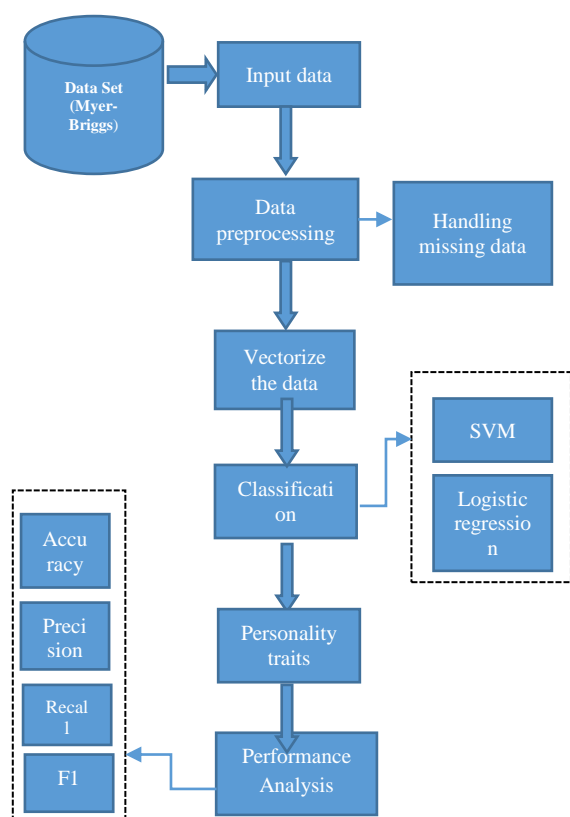 Data Set
(Myer-
Briggs)
Input data
Data
preprocessing
Handling
missing data
Vectorize
the data
Classificati
on
SVM
Logistic
regressio
n
Personality
traits
Performance
Analysis
Accu
racy
Preci
sion
Recal
l
F1